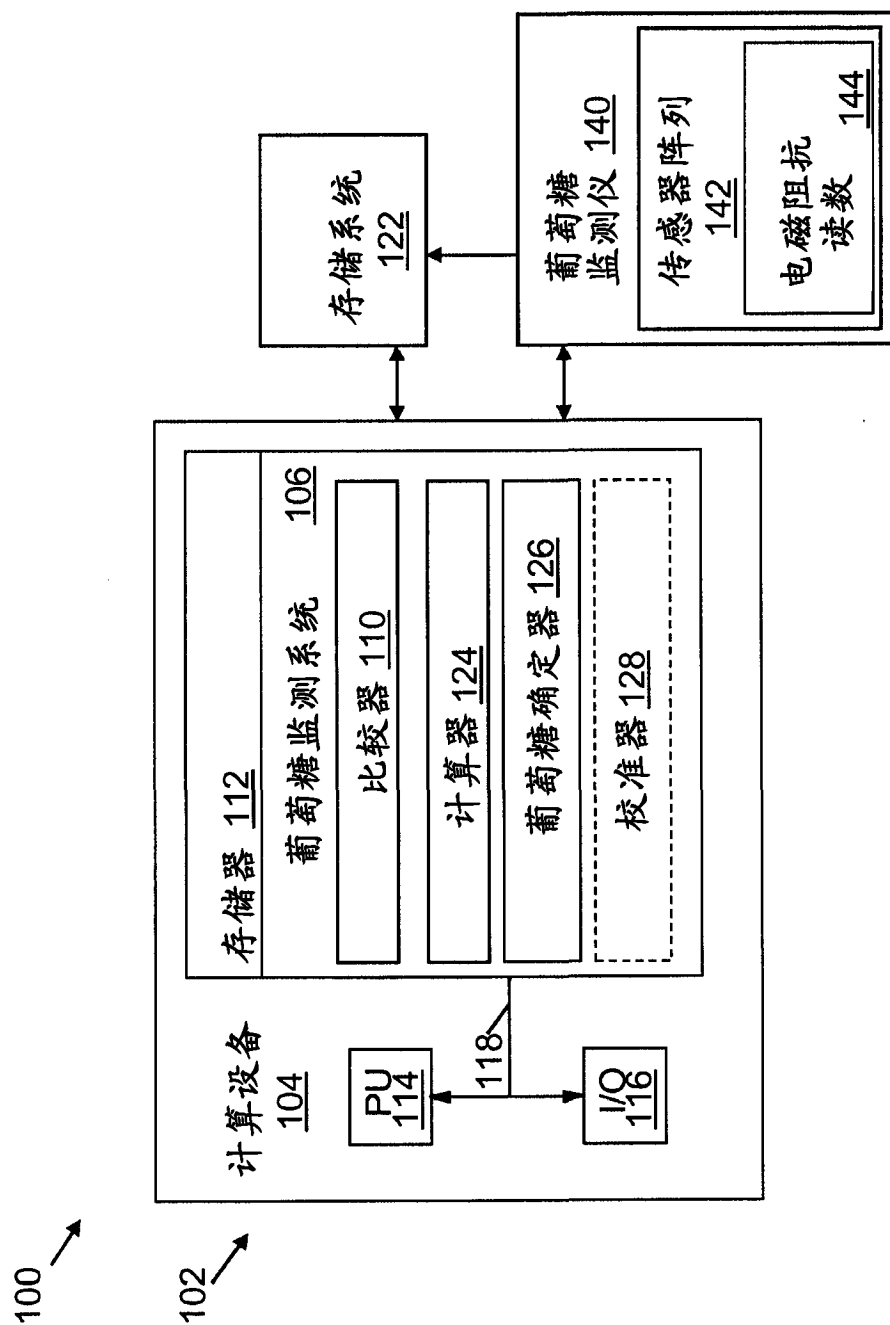 100
102
计算设备
104
PU
114
I/O
116
118
存储器 112
葡萄糖监测系统 106
比较器 110
计算器 124
葡萄糖确定器 126
校准器 128
存储系统
122
葡萄糖
监测仪 140
传感器阵列
142
电磁阻抗
读数 144